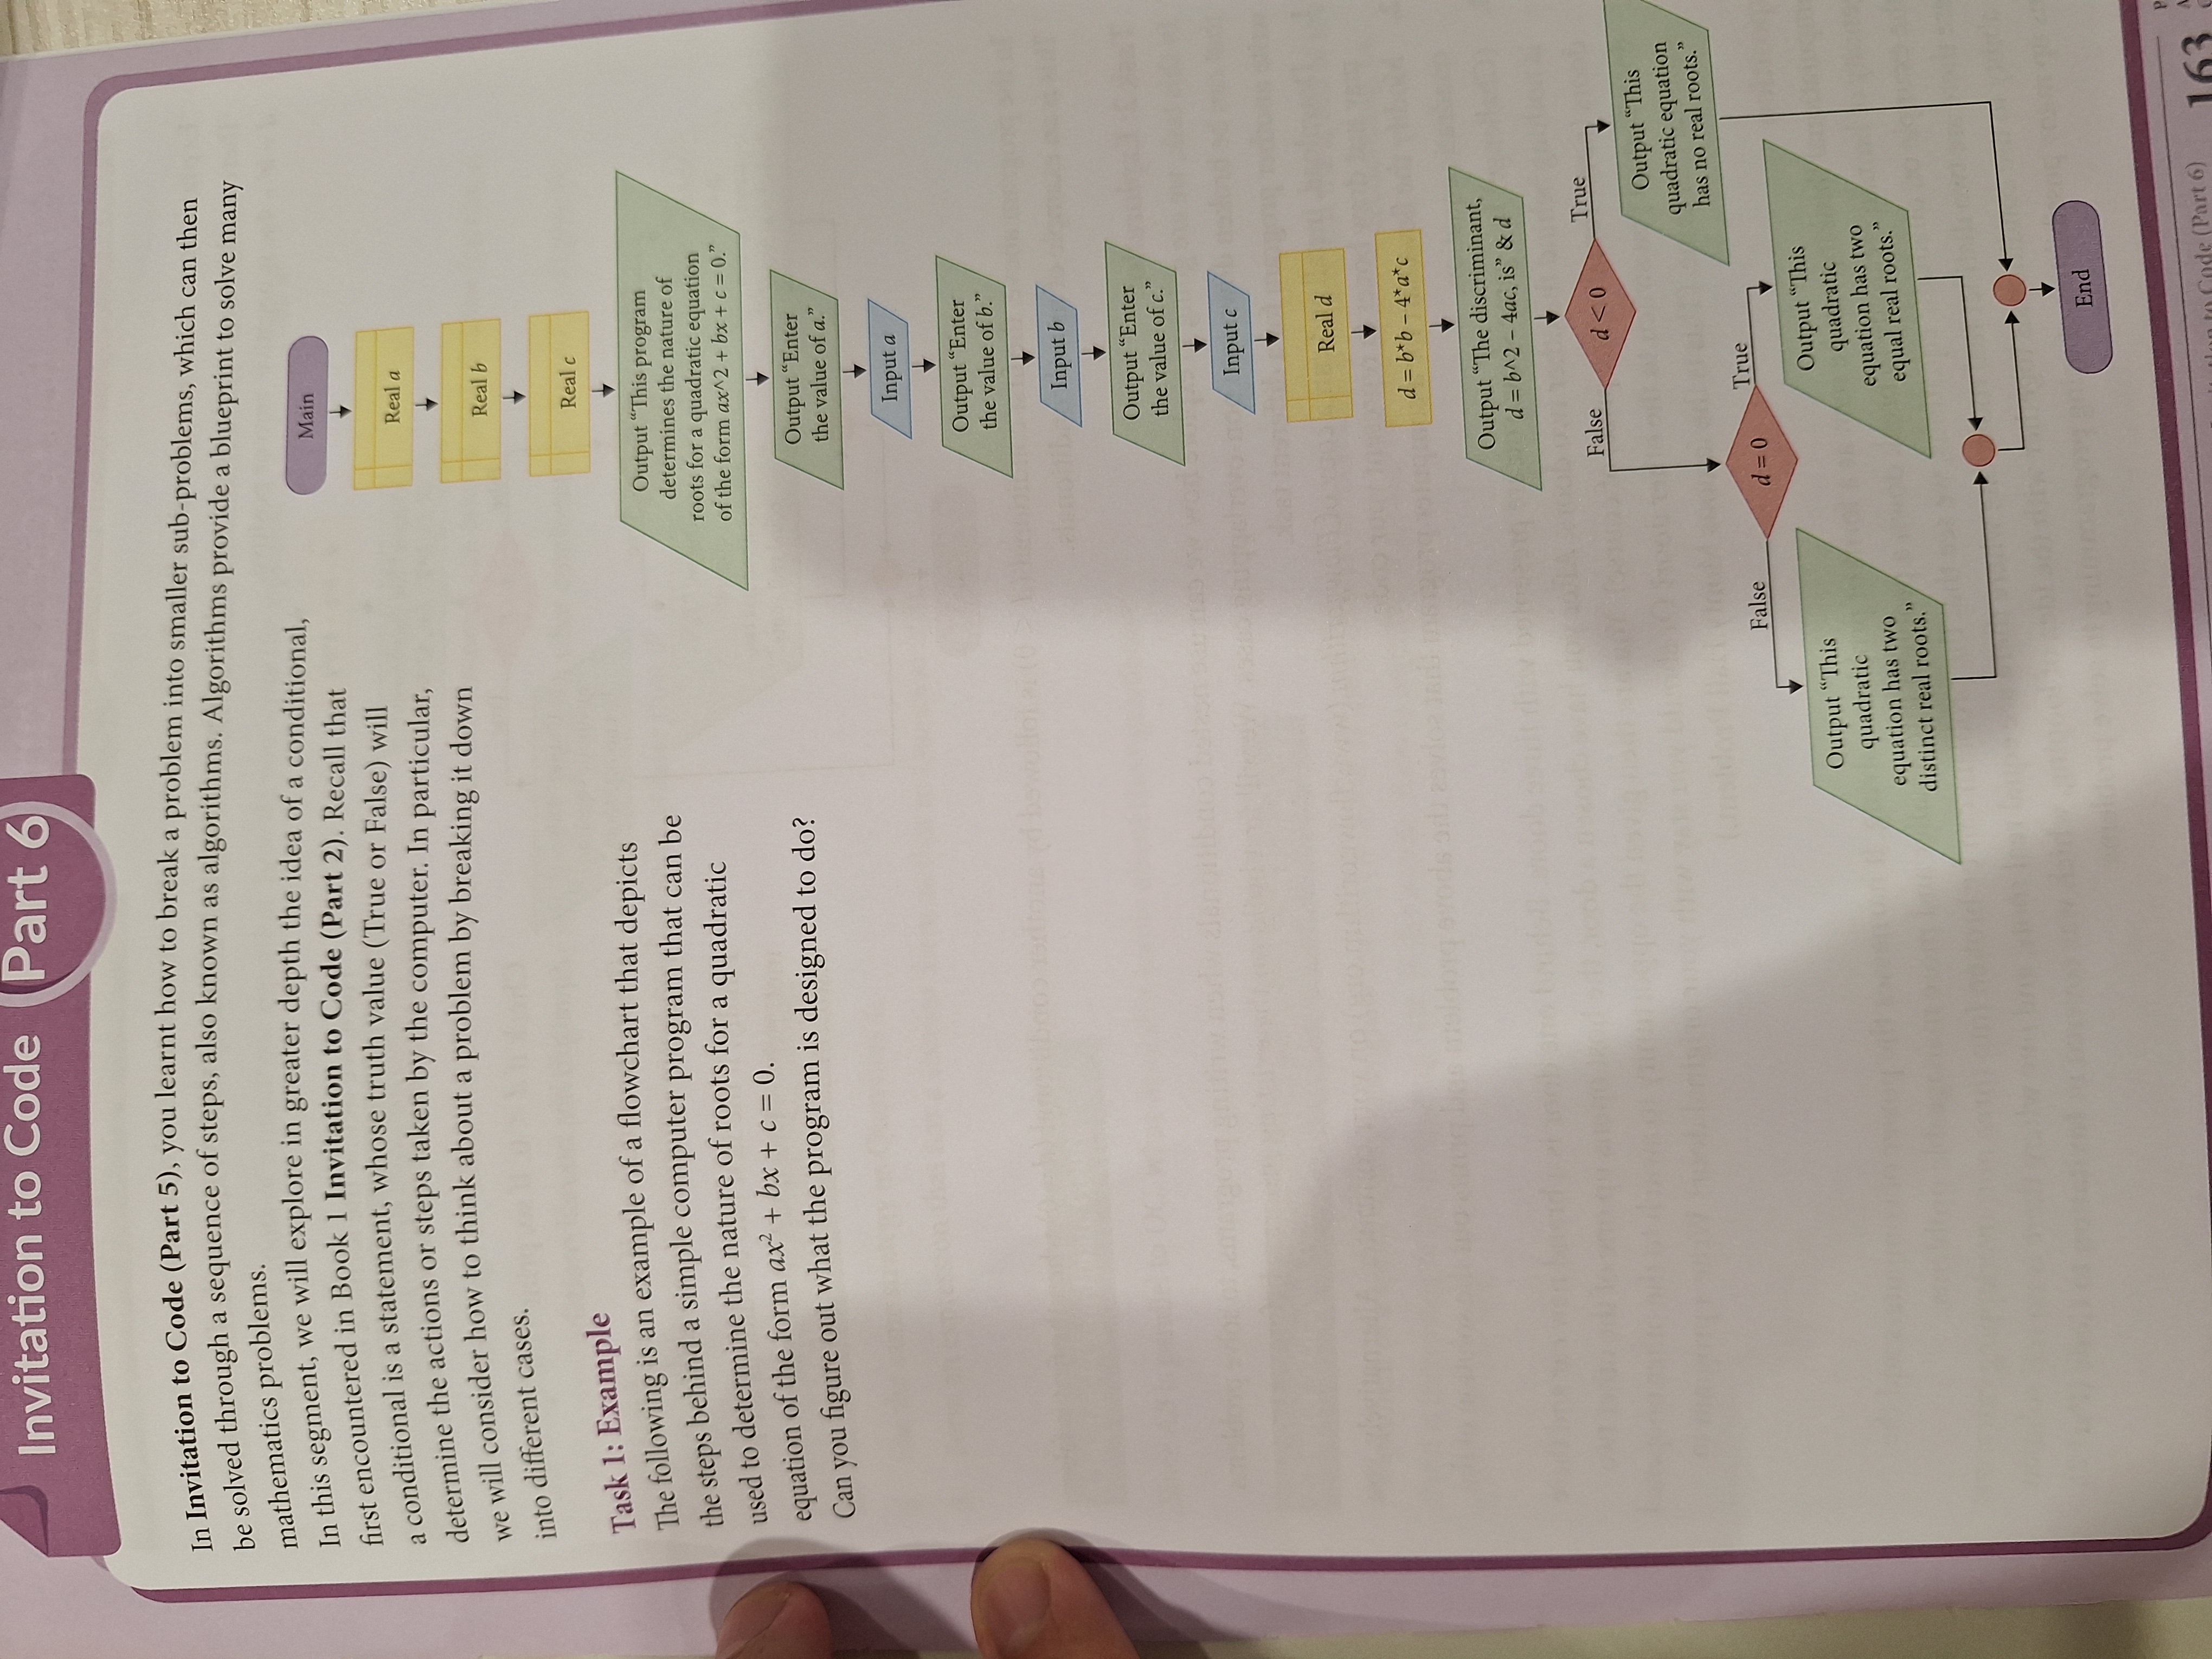 Invitation to Code Part 6
In Invitation to Code (Part 5), you learnt how to break a problem into smaller sub-problems, which can then
be solved through a sequence of steps, also known as algorithms. Algorithms provide a blueprint to solve many
mathematics problems.
In this segment, we will explore in greater depth the idea of a conditional,
first encountered in Book 1 Invitation to Code (Part 2). Recall that
a conditional is a statement, whose truth value (True or False) will
determine the actions or steps taken by the computer. In particular,
we will consider how to think about a problem by breaking it down
into different cases.
Task 1: Example
The following is an example of a flowchart that depicts
the steps behind a simple computer program that can be
used to determine the nature of roots for a quadratic
equation of the form ax² + bx + c = 0.
Can you figure out what the program is designed to do?
Main
Real a
Real b
Real c
Output “This program
determines the nature of
roots for a quadratic equation
of the form ax^2 + bx + c = 0.”
Output “Enter
the value of a.”
Input a
Output “Enter
the value of b.”
Input b
Output “Enter
the value of c.”
Input c
Real d
d = b*b – 4*a*c
Output “The discriminant,
d = b^2 – 4ac, is” & d
False
d < 0
True
Output “This
quadratic equation
has no real roots.”
False
d = 0
True
Output “This
quadratic
equation has two
distinct real roots.”
Output “This
quadratic
equation has two
equal real roots.”
End
to Code (Part 6)
163